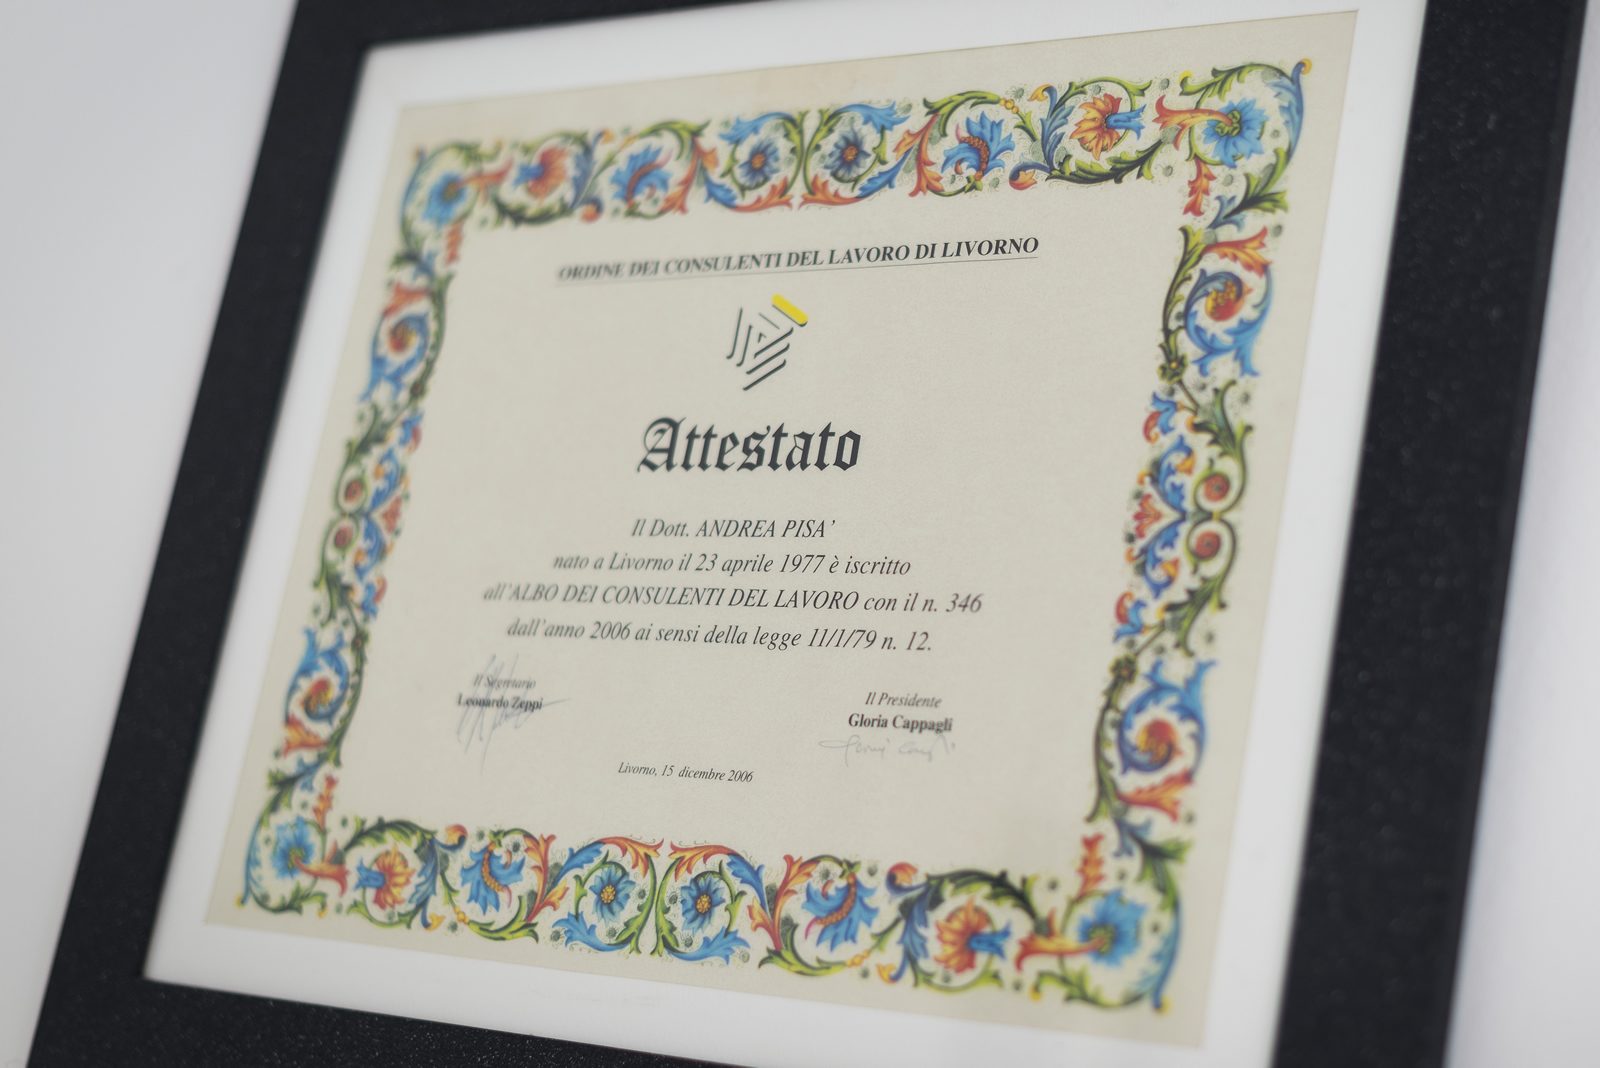 ORDINE DEI CONSULENTI DEL LAVORO DI LIVORNO
Attestato
Il Dott. ANDREA PISA'
nato a Livorno il 23 aprile 1977 è iscritto
all'ALBO DEI CONSULENTI DEL LAVORO con il n. 346
dall'anno 2006 ai sensi della legge 11/1/79 n. 12.
Il Segretario
Leonardo Zeppi
Il Presidente
Gloria Cappagli
Livorno, 15 dicembre 2006